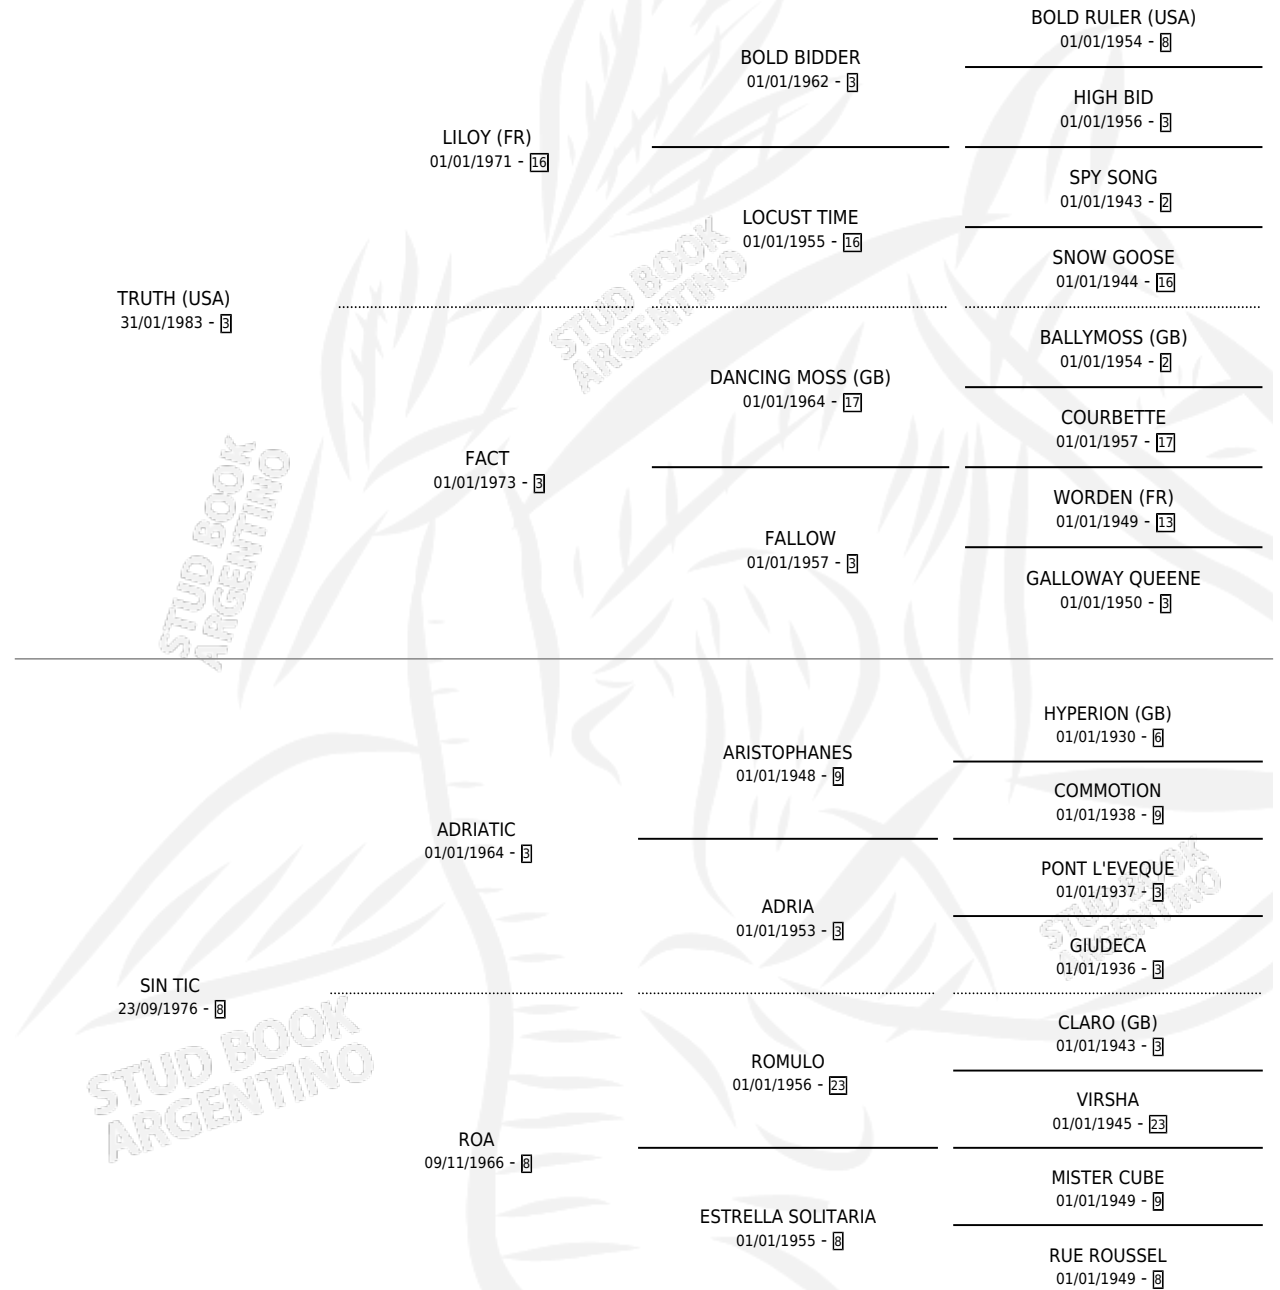 TRUTH (USA)
31/01/1983 - 3
LILOY (FR)
01/01/1971 - 16
BOLD BIDDER
01/01/1962 - 3
BOLD RULER (USA)
01/01/1954 - 8
HIGH BID
01/01/1956 - 3
LOCUST TIME
01/01/1955 - 16
SPY SONG
01/01/1943 - 2
SNOW GOOSE
01/01/1944 - 16
FACT
01/01/1973 - 3
DANCING MOSS (GB)
01/01/1964 - 17
BALLYMOSS (GB)
01/01/1954 - 2
COURBETTE
01/01/1957 - 17
FALLOW
01/01/1957 - 3
WORDEN (FR)
01/01/1949 - 13
GALLOWAY QUEENE
01/01/1950 - 3
SIN TIC
23/09/1976 - 8
ADRIATIC
01/01/1964 - 3
ARISTOPHANES
01/01/1948 - 9
HYPERION (GB)
01/01/1930 - 6
COMMOTION
01/01/1938 - 9
ADRIA
01/01/1953 - 3
PONT L'EVEQUE
01/01/1937 - 3
GIUDECA
01/01/1936 - 3
ROA
09/11/1966 - 8
ROMULO
01/01/1956 - 23
CLARO (GB)
01/01/1943 - 3
VIRSHA
01/01/1945 - 23
ESTRELLA SOLITARIA
01/01/1955 - 8
MISTER CUBE
01/01/1949 - 9
RUE ROUSSEL
01/01/1949 - 8
STUD BOOK
ARGENTINO
STUD BOOK
ARGENTINO
STUD BOOK
ARGENTINO
STUD BOOK
ARGENTINO